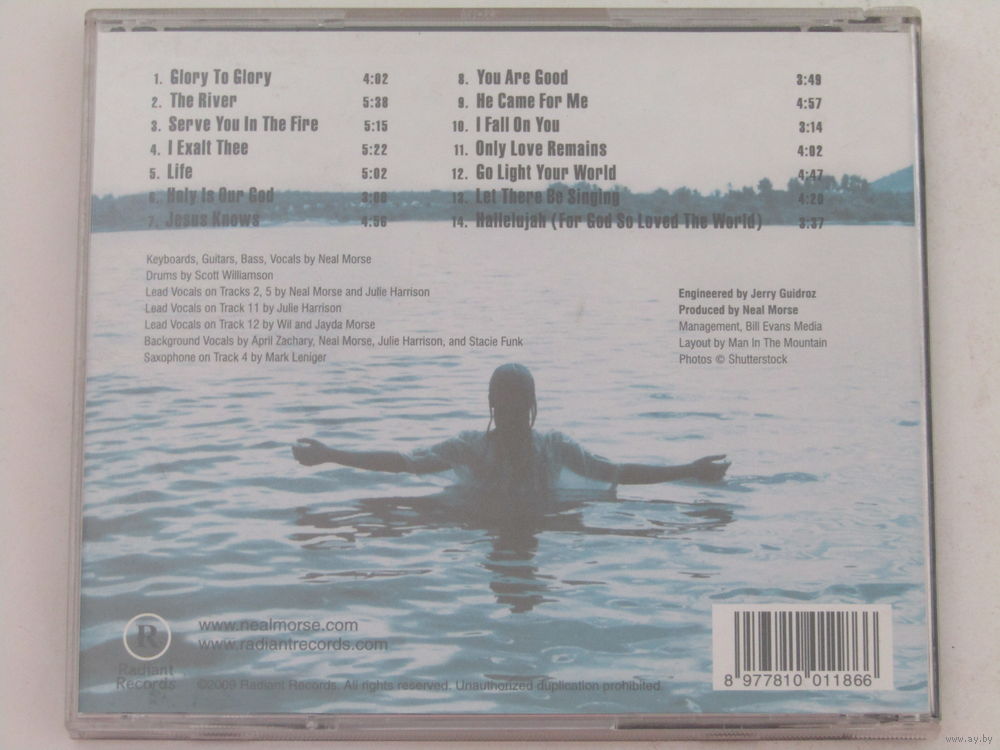 1. Glory To Glory 4:02
2. The River 5:38
3. Serve You In The Fire 5:15
4. I Exalt Thee 5:22
5. Life 5:02
6. Holy Is Our God 3:08
7. Jesus Knows 4:56
8. You Are Good 3:49
9. He Came For Me 4:57
10. I Fall On You 3:14
11. Only Love Remains 4:02
12. Go Light Your World 4:47
13. Let There Be Singing 4:20
14. Hallelujah (For God So Loved The World) 3:37
Keyboards, Guitars, Bass, Vocals by Neal Morse
Drums by Scott Williamson
Lead Vocals on Tracks 2, 5 by Neal Morse and Julie Harrison
Lead Vocals on Track 11 by Julie Harrison
Lead Vocals on Track 12 by Wil and Jayda Morse
Background Vocals by April Zachary, Neal Morse, Julie Harrison, and Stacie Funk
Saxophone on Track 4 by Mark Leniger
Engineered by Jerry Guidroz
Produced by Neal Morse
Management, Bill Evans Media
Layout by Man In The Mountain
Photos © Shutterstock
R
Radiant
Records
www.nealmorse.com
www.radiantrecords.com
©2009 Radiant Records. All rights reserved. Unauthorized duplication prohibited.
8 977810 011866
www.ay.by